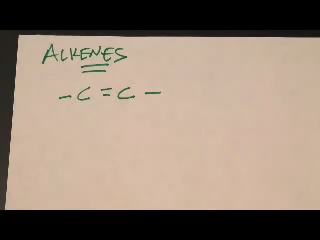 ALKENES
- C = C -